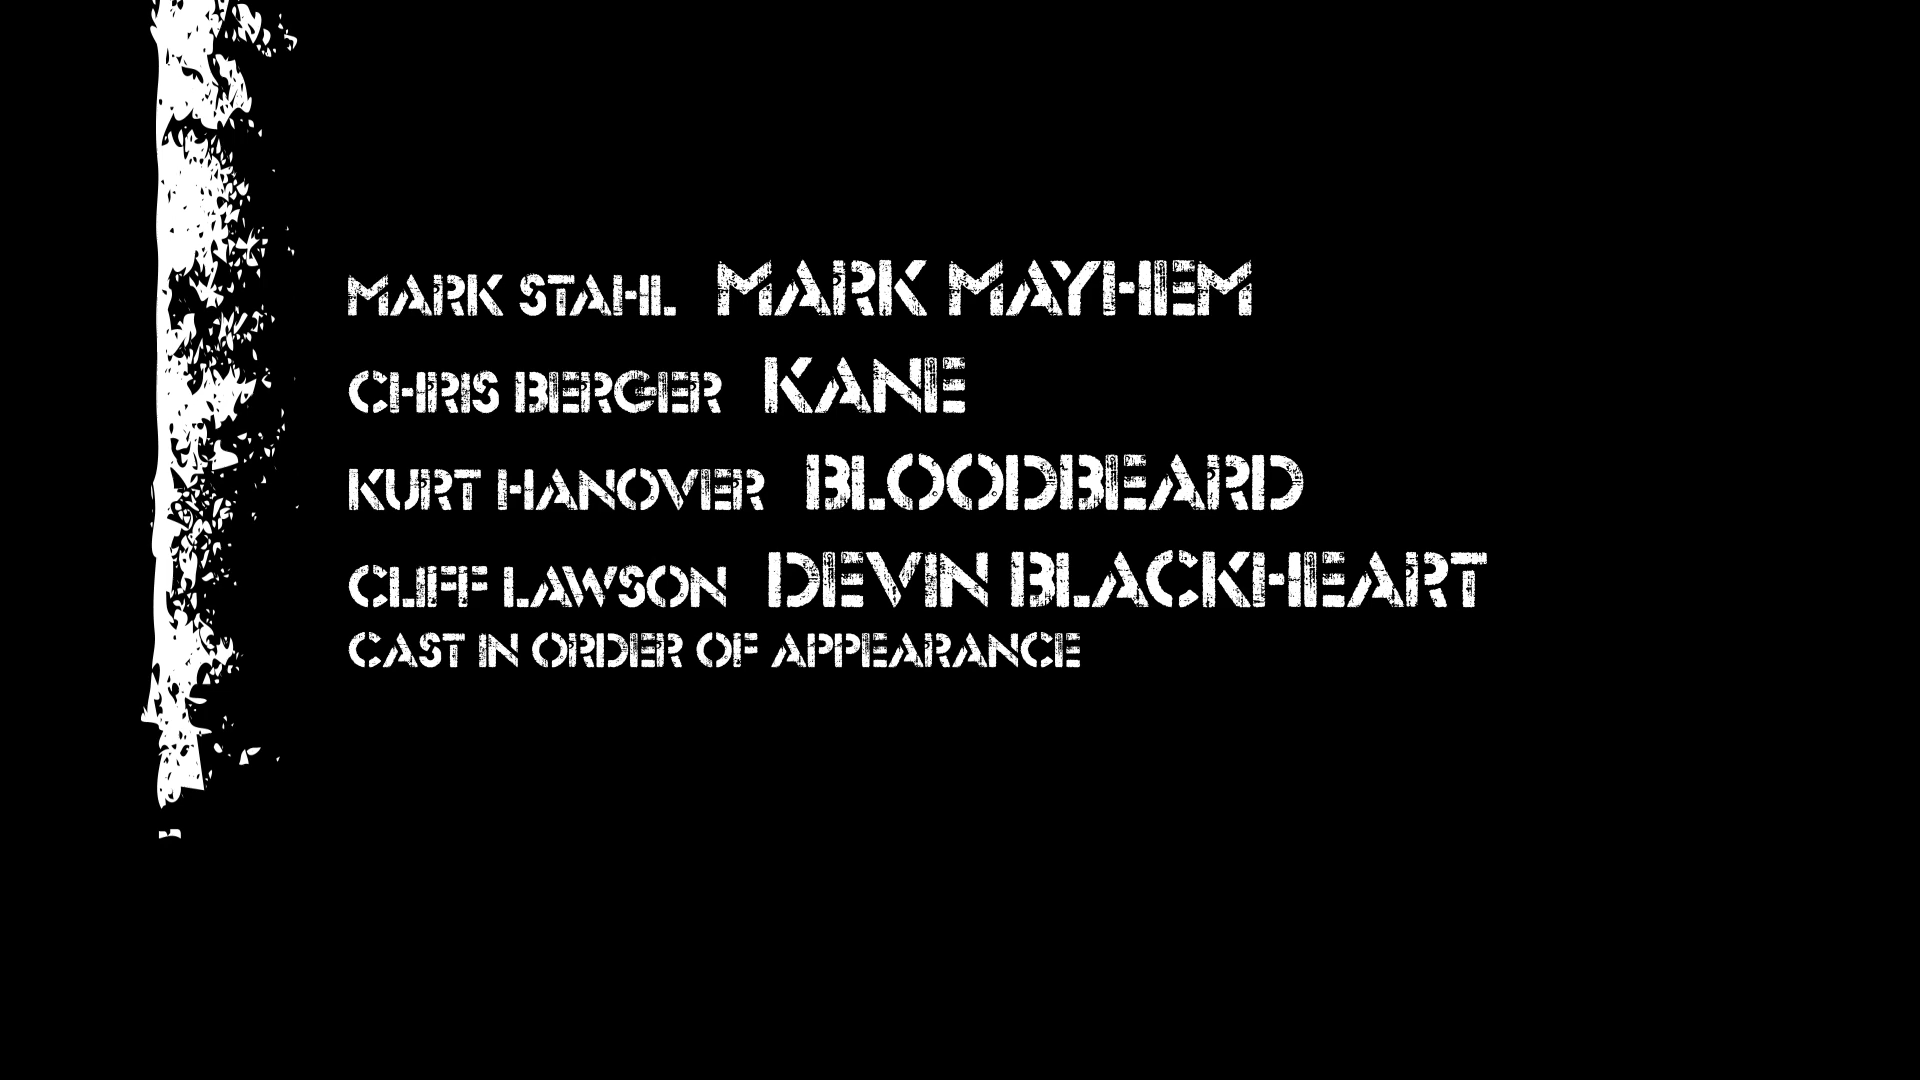 MARK STAHL MARK MAYHEM
CHRIS BERGER KANE
KURT HANOVER BLOODBEARD
CLIFF LAWSON DEVIN BLACKHEART
CAST IN ORDER OF APPEARANCE